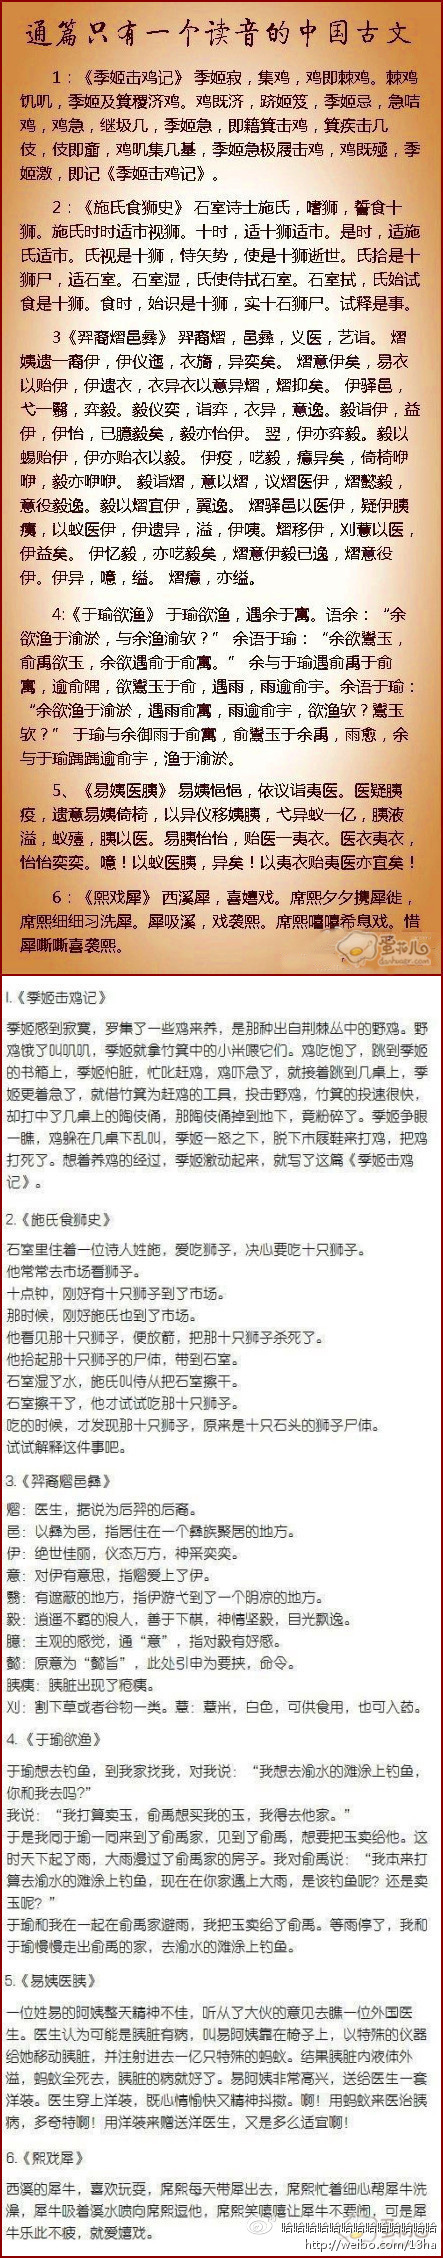 通篇只有一个读音的中国古文
1：《季姬击鸡记》 季姬寂，集鸡，鸡即棘鸡。棘鸡
饥叽，季姬及箕稷济鸡。鸡既济，跻姬笈，季姬忌，急咭
鸡，鸡急，继圾几，季姬急，即籍箕击鸡，箕疾击几
伎，伎即齑，鸡叽集几基，季姬急极屐击鸡，鸡既殛，季
姬激，即记《季姬击鸡记》。
2：《施氏食狮史》 石室诗士施氏，嗜狮，誓食十
狮。施氏时时适市视狮。十时，适十狮适市。是时，适施
氏适市。氏视是十狮，恃矢势，使是十狮逝世。氏拾是十
狮尸，适石室。石室湿，氏使侍拭石室。石室拭，氏始试
食是十狮。食时，始识是十狮，实十石狮尸。试释是事。
3《羿裔熠邑彝》 羿裔熠，邑彝，义医，艺诣。 熠
姨遗一裔伊，伊仪迤，衣旖，异奕矣。 熠意伊矣，易衣
以贻伊，伊遗衣，衣异衣以意异熠，熠抑矣。 伊驿邑，
弋一翳，弈毅。毅仪奕，诣弈，衣异，意逸。毅诣伊，益
伊，伊怡，已臆毅矣，毅亦怡伊。 翌，伊亦弈毅。毅以
蜴贻伊，伊亦贻衣以毅。 伊疫，呓毅，癔异矣，倚椅咿
咿，毅亦咿咿。 毅诣熠，意以熠，议熠医伊，熠懿毅，
意役毅逸。毅以熠宜伊，翼逸。 熠驿邑以医伊，疑伊胰
痍，以蚁医伊，伊遗异，溢，伊咦。熠移伊，刈薏以医，
伊益矣。 伊忆毅，亦呓毅矣，熠意伊毅已逸，熠意役
伊。伊异，噫，缢。 熠癔，亦缢。
4:《于瑜欲渔》 于瑜欲渔，遇余于寓。语余：“余
欲渔于渝淤，与余渔渝欤？” 余语于瑜：“余欲鬻玉，
俞禹欲玉，余欲遇俞于俞寓。” 余与于瑜遇俞禹于俞
寓，逾俞隅，欲鬻玉于俞，遇雨，雨逾俞宇。余语于瑜：
“余欲渔于渝淤，遇雨俞寓，雨逾俞宇，欲渔欤？鬻玉
欤？” 于瑜与余御雨于俞寓，俞鬻玉于余禹，雨愈，余
与于瑜踽踽逾俞宇，渔于渝淤。
5、《易姨医胰》 易姨悒悒，依议诣夷医。医疑胰
疫，遗意易姨倚椅，以异仪移姨胰，弋异蚁一亿，胰液
溢，蚁殪，胰以医。易胰怡怡，贻医一夷衣。医衣夷衣，
怡怡奕奕。噫！以蚁医胰，异矣！以夷衣贻夷医亦宜矣！
6：《熙戏犀》 西溪犀，喜嬉戏。席熙夕夕携犀徙，
席熙细细习洗犀。犀吸溪，戏袭熙。席熙嘻嘻希息戏。惜
犀嘶嘶喜袭熙。
蛋花儿
danhuaer.com
1.《季姬击鸡记》
季姬感到寂寞，罗集了一些鸡来养，是那种出自荆棘丛中的野鸡。野
鸡饿了叫叽叽，季姬就拿竹箕中的小米喂它们。鸡吃饱了，跳到季姬
的书箱上，季姬怕脏，忙叱赶鸡，鸡吓急了，就接着跳到几桌上，季
姬更着急了，就借竹箕为赶鸡的工具，投击野鸡，竹箕的投速很快，
却打中了几桌上的陶伎俑，那陶伎俑掉到地下，竟粉碎了。季姬争眼
一瞧，鸡躲在几桌下乱叫，季姬一怒之下，脱下木屐鞋来打鸡，把鸡
打死了。想着养鸡的经过，季姬激动起来，就写了这篇《季姬击鸡
记》。
2.《施氏食狮史》
石室里住着一位诗人姓施，爱吃狮子，决心要吃十只狮子。
他常常去市场看狮子。
十点钟，刚好有十只狮子到了市场。
那时候，刚好施氏也到了市场。
他看见那十只狮子，便放箭，把那十只狮子杀死了。
他拾起那十只狮子的尸体，带到石室。
石室湿了水，施氏叫侍从把石室擦干。
石室擦干了，他才试试吃那十只狮子。
吃的时候，才发现那十只狮子，原来是十只石头的狮子尸体。
试试解释这件事吧。
3.《羿裔熠邑彝》
熠：医生，据说为后羿的后裔。
邑：以彝为邑，指居住在一个彝族聚居的地方。
伊：绝世佳丽，仪态万方，神采奕奕。
意：对伊有意思，指熠爱上了伊。
翳：有遮蔽的地方，指伊游弋到了一个阴凉的地方。
毅：逍遥不羁的浪人，善于下棋，神情坚毅，目光飘逸。
臆：主观的感觉，通“意”，指对毅有好感。
懿：原意为“懿旨”，此处引申为要挟，命令。
胰痍：胰脏出现了疮痍。
刈：割下草或者谷物一类。薏：薏米，白色，可供食用，也可入药。
4.《于瑜欲渔》
于瑜想去钓鱼，到我家找我，对我说：“我想去渝水的滩涂上钓鱼，
你和我去吗?”
我说：“我打算卖玉，俞禹想买我的玉，我得去他家。”
于是我同于瑜一同来到了俞禹家，见到了俞禹，想要把玉卖给他。这
时天下起了雨，大雨漫过了俞禹家的房子。我对俞禹说：“我本来打
算去渝水的滩涂上钓鱼，现在在你家遇上大雨，是该钓鱼呢？还是卖
玉呢？”
于瑜和我在一起在俞禹家避雨，我把玉卖给了俞禹。等雨停了，我和
于瑜慢慢走出俞禹的家，去渝水的滩涂上钓鱼。
5.《易姨医胰》
一位姓易的阿姨整天精神不佳，听从了大伙的意见去瞧一位外国医
生。医生认为可能是胰脏有病，叫易阿姨靠在椅子上，以特殊的仪器
给她移动胰脏，并注射进去一亿只特殊的蚂蚁。结果胰脏内液体外
溢，蚂蚁全死去，胰脏的病就好了。易阿姨非常高兴，送给医生一套
洋装。医生穿上洋装，既心情愉快又精神抖擞。啊！用蚂蚁来医治胰
病，多奇特啊！用洋装来赠送洋医生，又是多么适宜啊！
6.《熙戏犀》
西溪的犀牛，喜欢玩耍，席熙每天带犀出去，席熙忙着细心帮犀牛洗
澡，犀牛吸着溪水喷向席熙逗他，席熙笑嘻嘻让犀牛不要闹，可是犀
牛乐此不疲，就爱嬉戏。
http://weibo.com/13ha